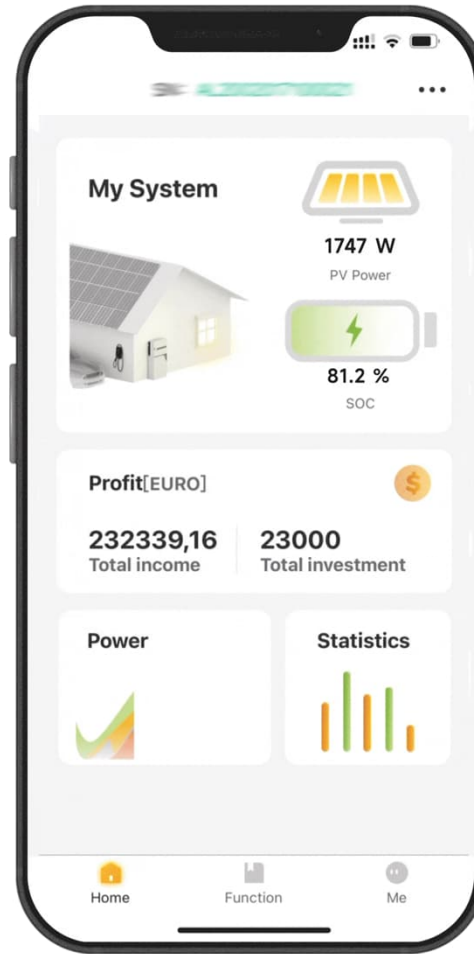 My System
1747 W
PV Power
81.2 %
SOC
Profit[EURO]
232339,16
Total income
23000
Total investment
Power
Statistics
Home
Function
Me